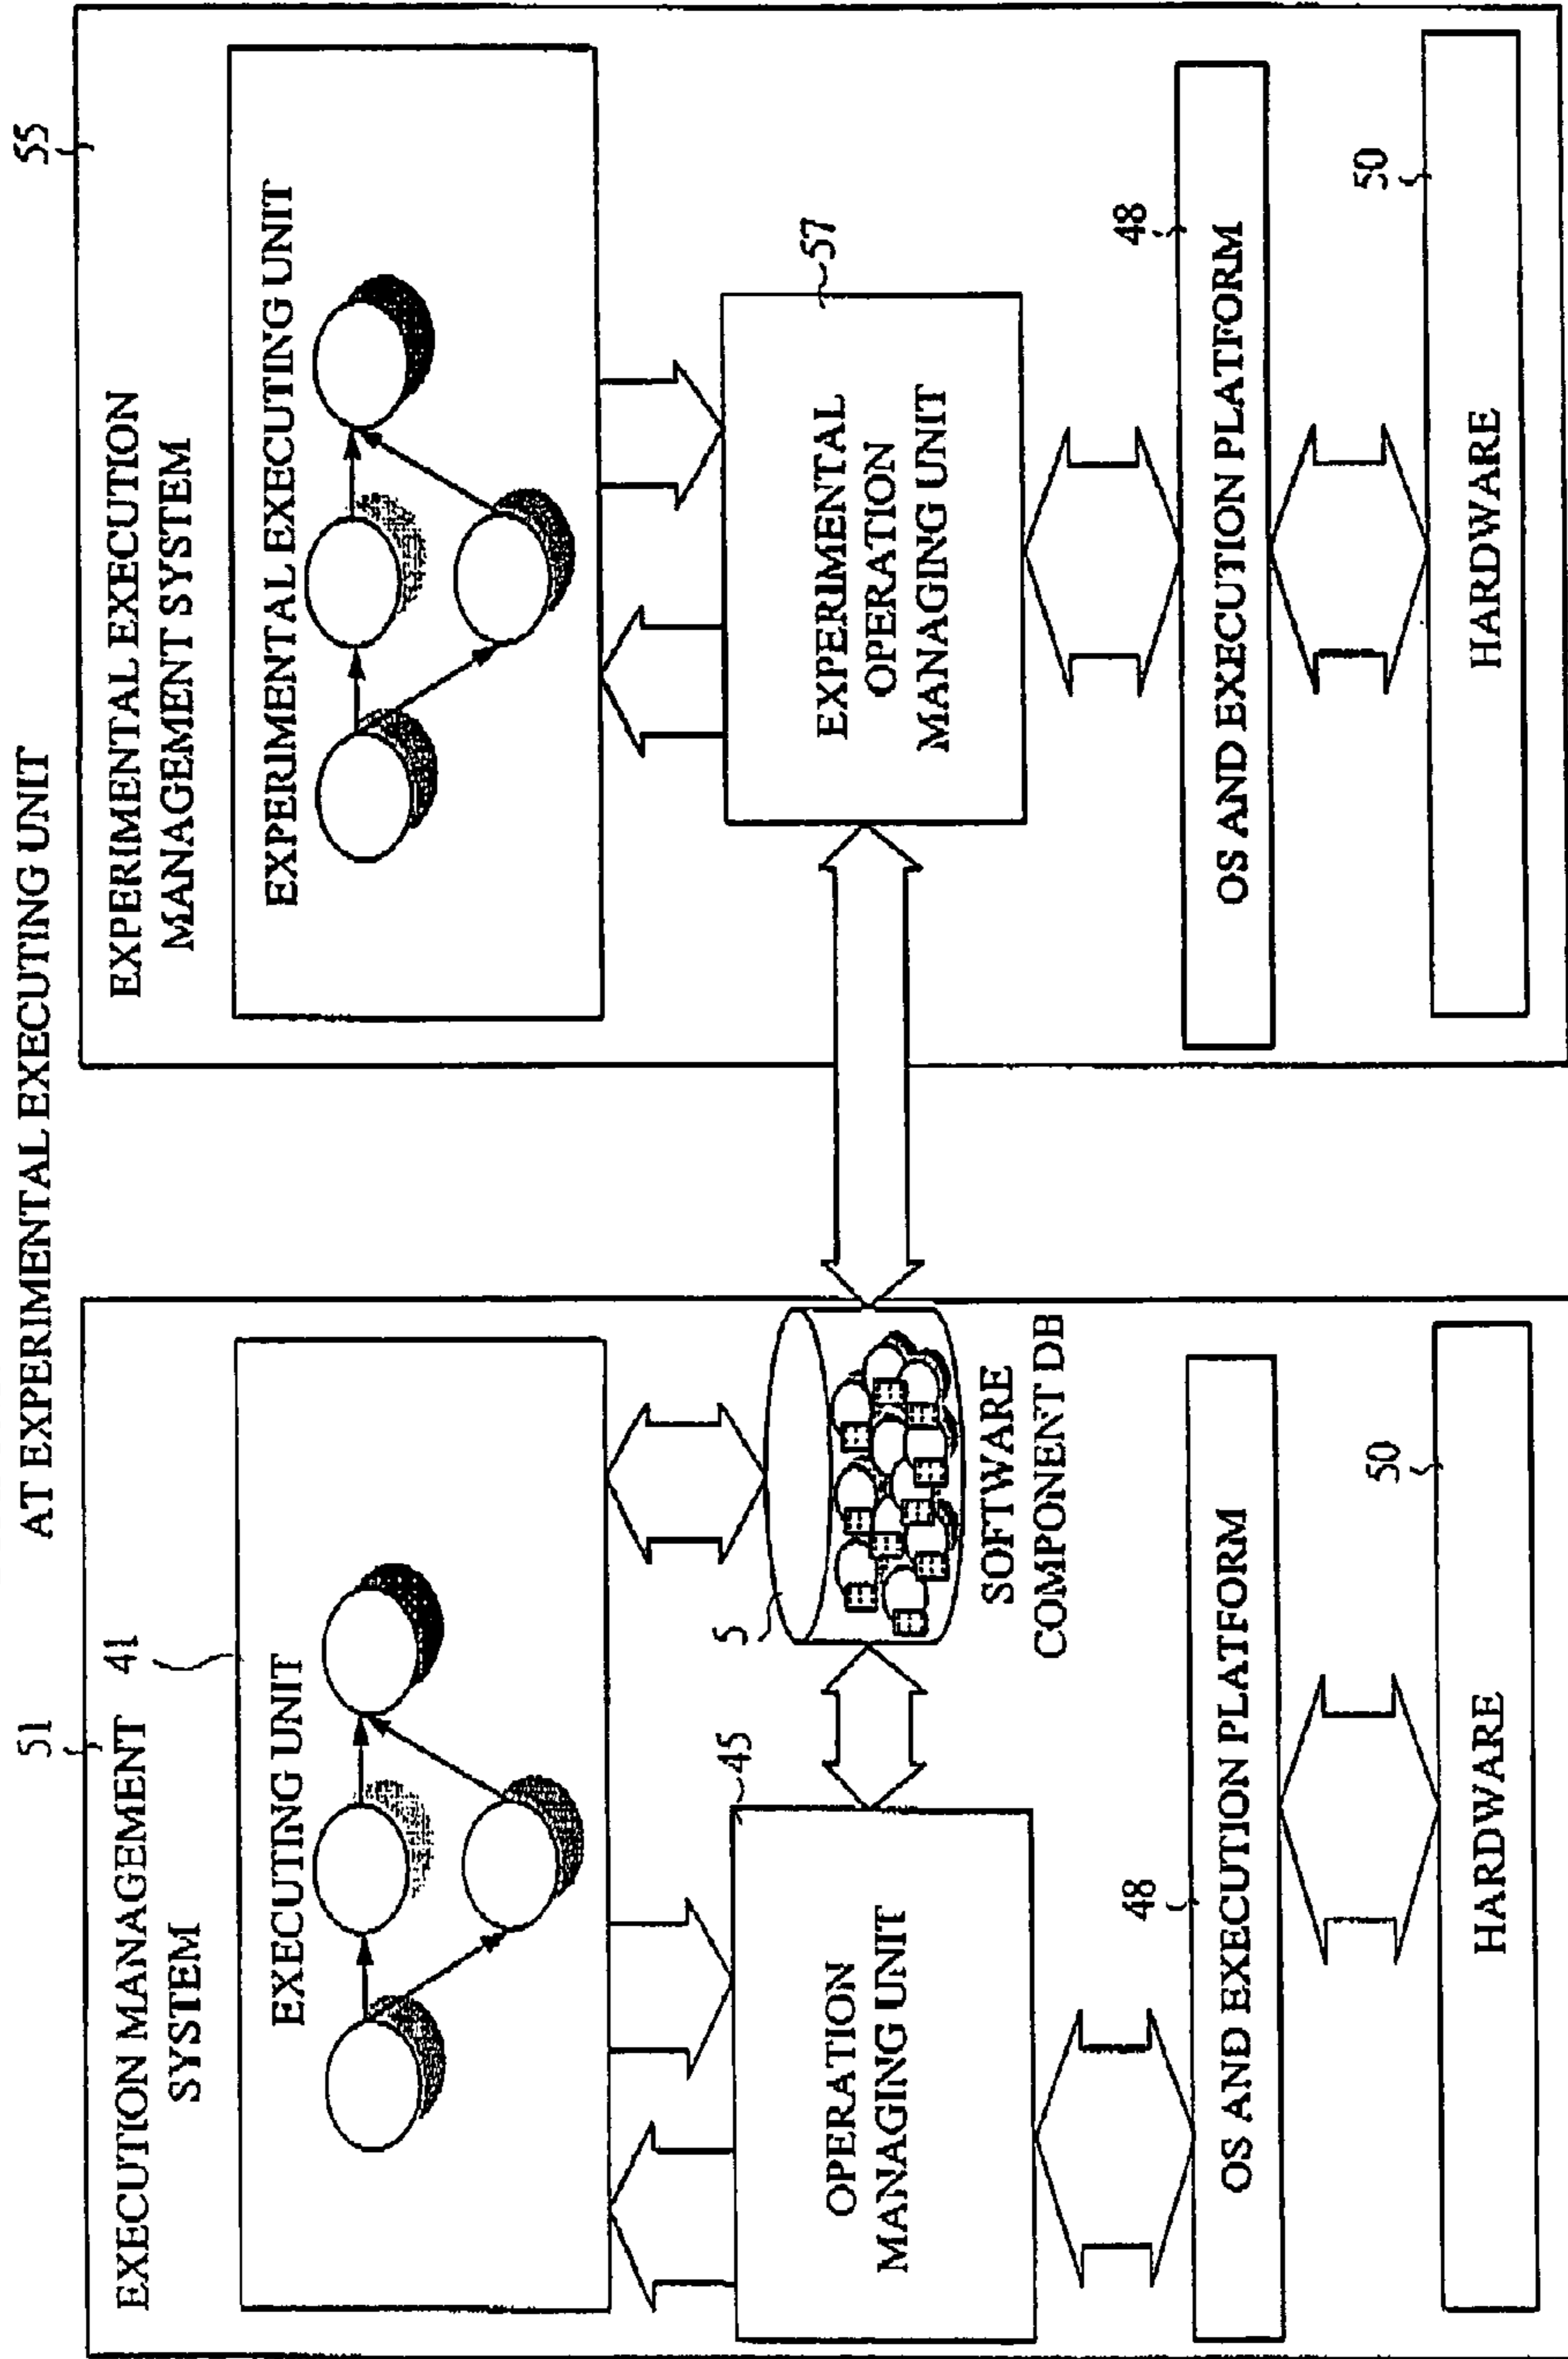 AT EXPERIMENTAL EXECUTING UNIT
51
EXECUTION MANAGEMENT
SYSTEM
41
EXECUTING UNIT
45
OPERATION
MANAGING UNIT
5
SOFTWARE
COMPONENT DB
48
OS AND EXECUTION PLATFORM
50
HARDWARE
55
EXPERIMENTAL EXECUTION
MANAGEMENT SYSTEM
EXPERIMENTAL EXECUTING UNIT
57
EXPERIMENTAL
OPERATION
MANAGING UNIT
48
OS AND EXECUTION PLATFORM
50
HARDWARE